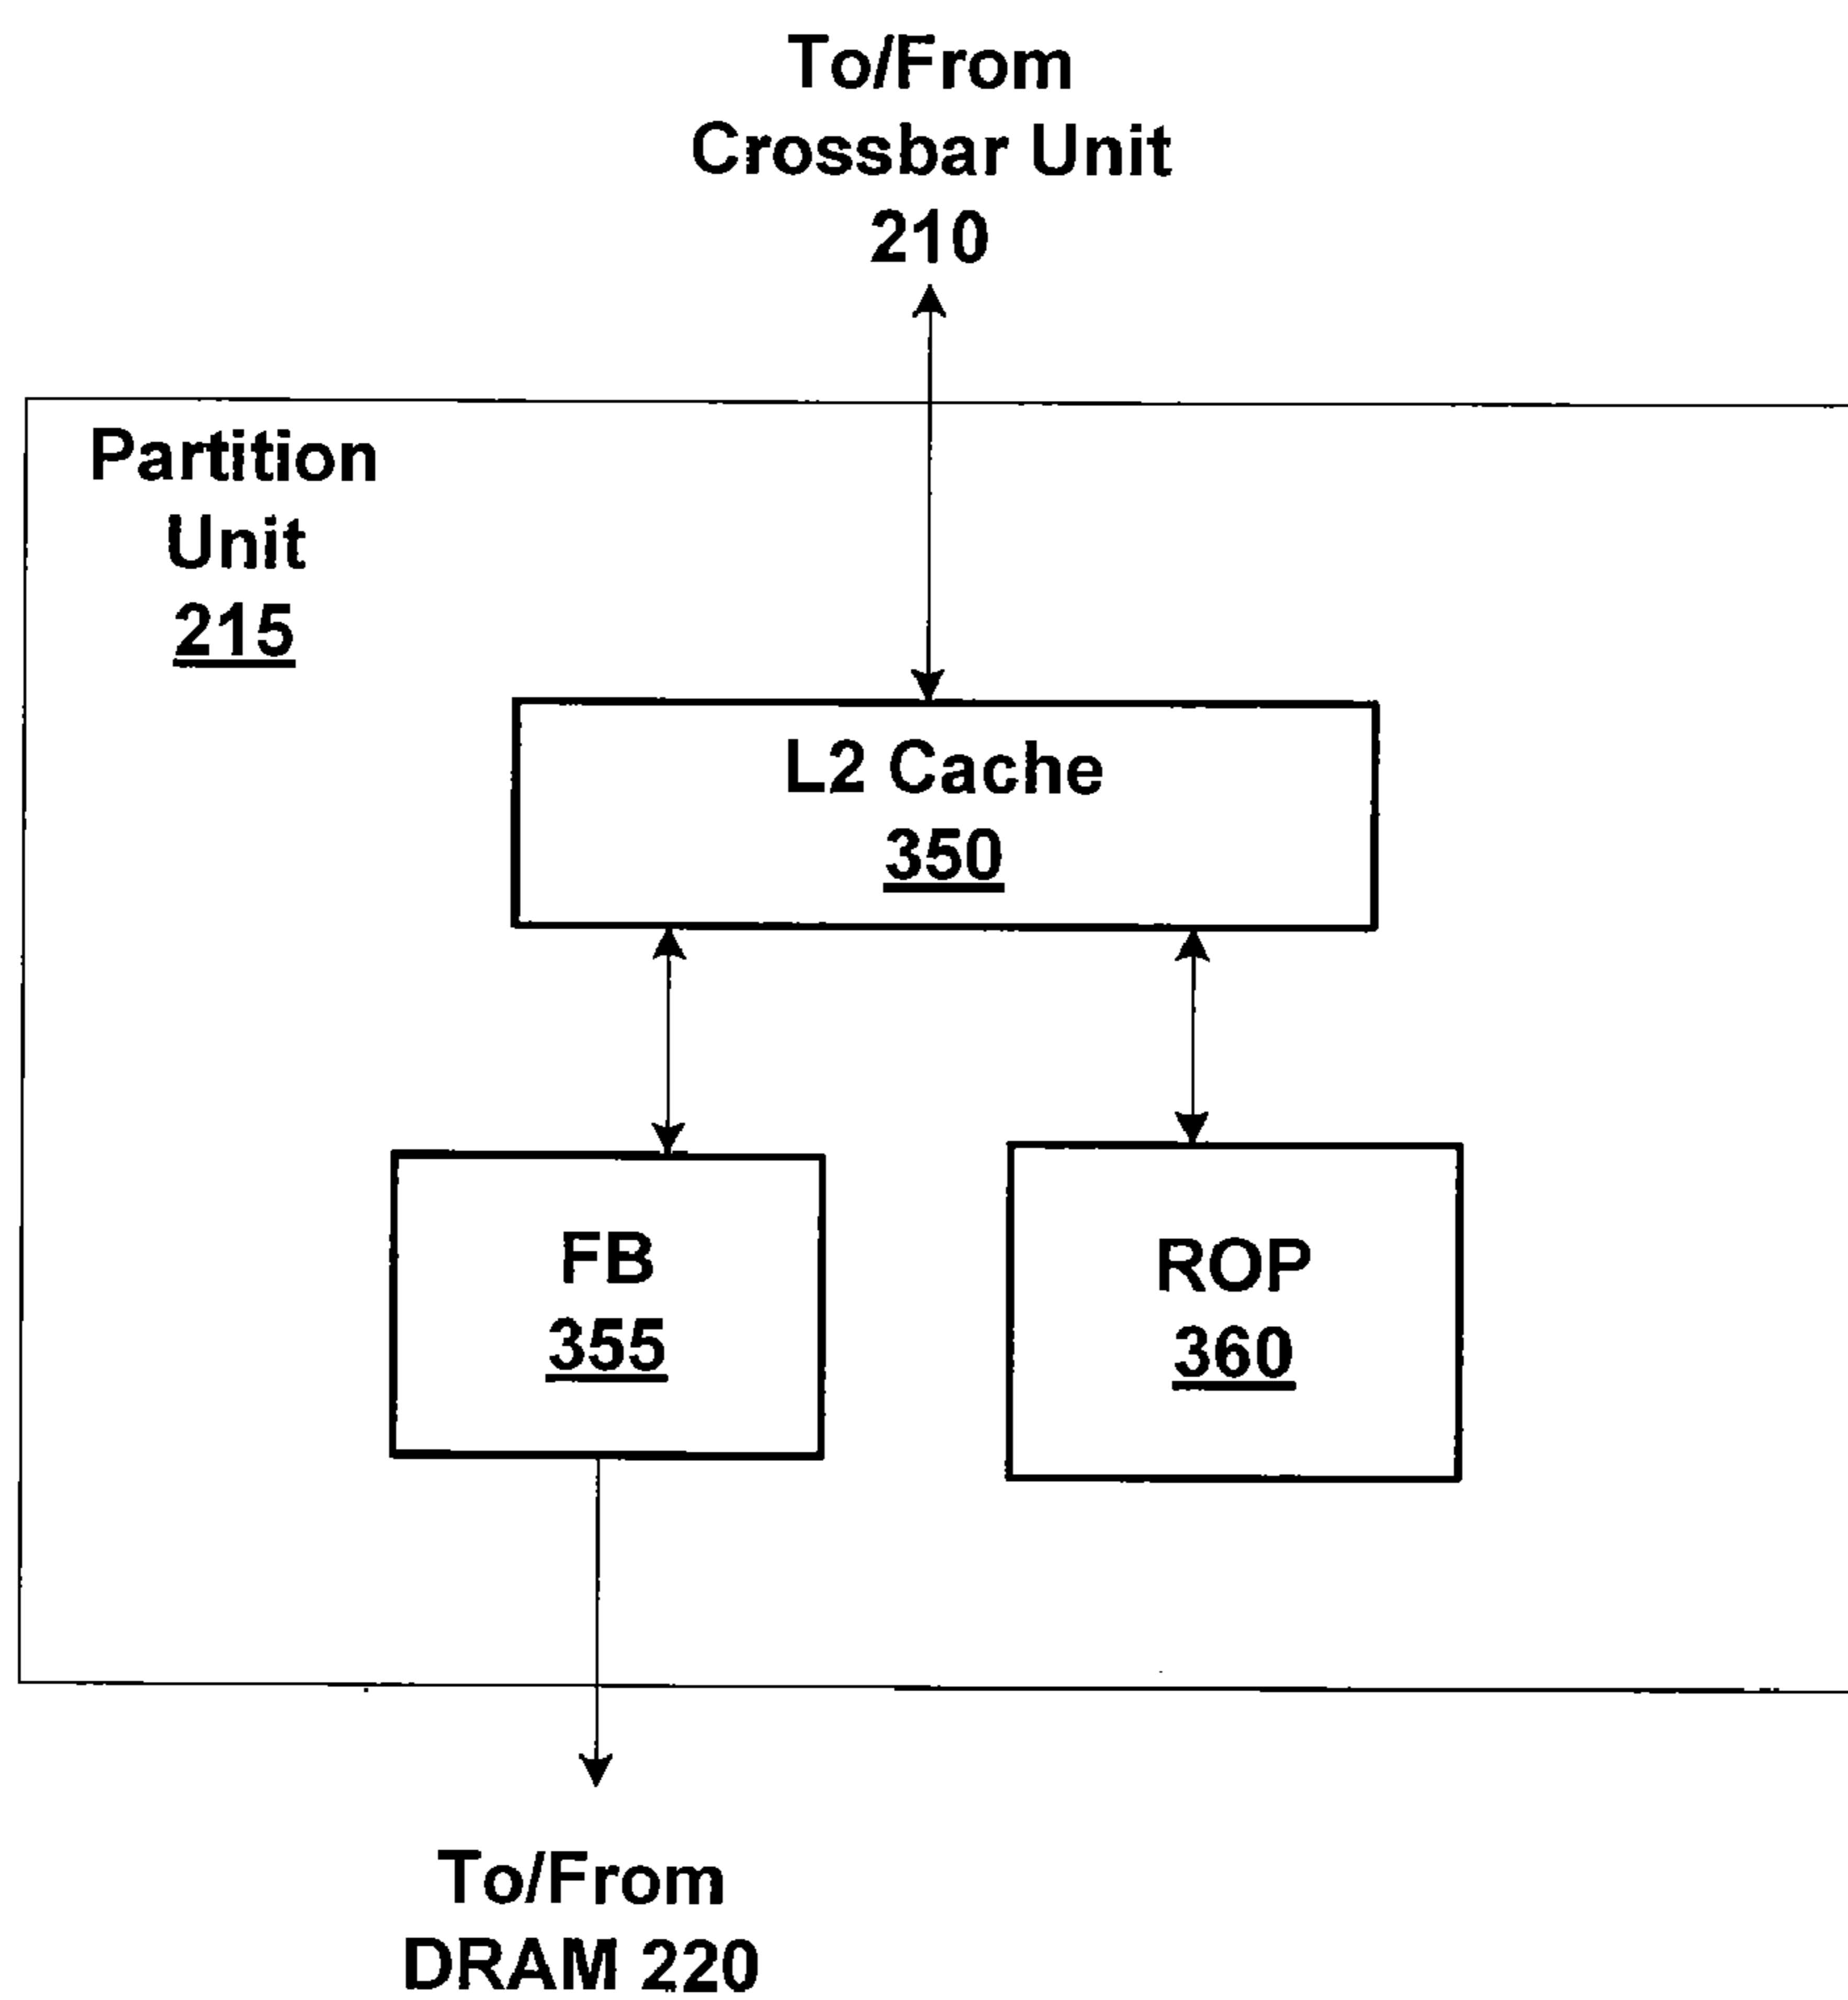 To/From
Crossbar Unit
210
Partition
Unit
215
L2 Cache
350
FB
355
ROP
360
To/From
DRAM 220